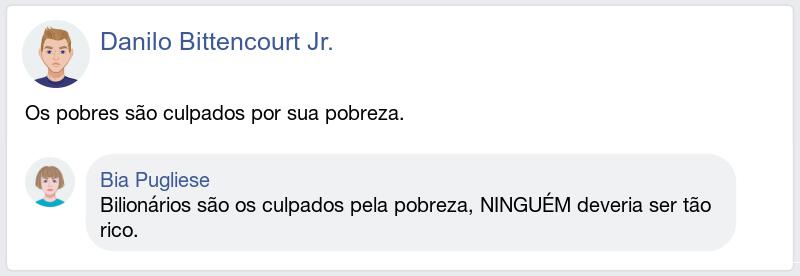 Danilo Bittencourt Jr.
Os pobres são culpados por sua pobreza.
Bia Pugliese
Bilionários são os culpados pela pobreza, NINGUÉM deveria ser tão
rico.